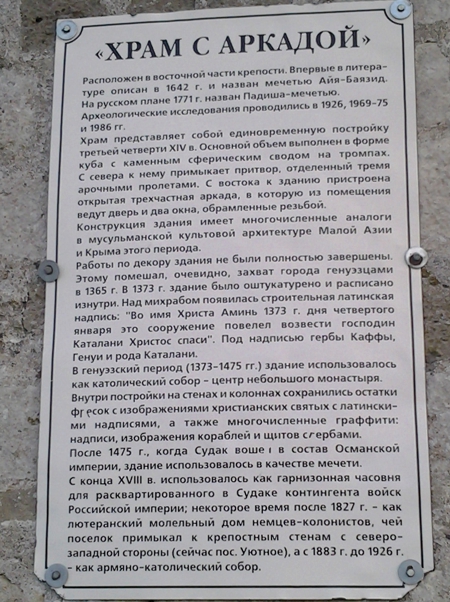 «ХРАМ С АРКАДОЙ»
Расположен в восточной части крепости. Впервые в литера-
туре описан в 1642 г. и назван мечетью Айя-Баязид.
На русском плане 1771 г. назван Падиша-мечетью.
Археологические исследования проводились в 1926, 1969-75
и 1986 гг.
Храм представляет собой единовременную постройку
третьей четверти XIV в. Основной объем выполнен в форме
куба с каменным сферическим сводом на тромпах.
С севера к нему примыкает притвор, отделенный тремя
арочными пролетами. С востока к зданию пристроена
открытая трехчастная аркада, в которую из помещения
ведут дверь и два окна, обрамленные резьбой.
Конструкция здания имеет многочисленные аналоги
в мусульманской культовой архитектуре Малой Азии
и Крыма этого периода.
Работы по декору здания не были полностью завершены.
Этому помешал, очевидно, захват города генуэзцами
в 1365 г. В 1373 г. здание было оштукатурено и расписано
изнутри. Над михрабом появилась строительная латинская
надпись: "Во имя Христа Аминь 1373 г. дня четвертого
января это сооружение повелел возвести господин
Каталани Христос спаси". Под надписью гербы Каффы,
Генуи и рода Каталани.
В генуэзский период (1373-1475 гг.) здание использовалось
как католический собор – центр небольшого монастыря.
Внутри постройки на стенах и колоннах сохранились остатки
фресок с изображениями христианских святых с латински-
ми надписями, а также многочисленные граффити:
надписи, изображения кораблей и щитов с гербами.
После 1475 г., когда Судак вошел в состав Османской
империи, здание использовалось в качестве мечети.
С конца XVIII в. использовалось как гарнизонная часовня
для расквартированного в Судаке контингента войск
Российской империи; некоторое время после 1827 г. – как
лютеранский молельный дом немцев-колонистов, чей
поселок примыкал к крепостным стенам с северо-
западной стороны (сейчас пос. Уютное), а с 1883 г. до 1926 г.
- как армяно-католический собор.